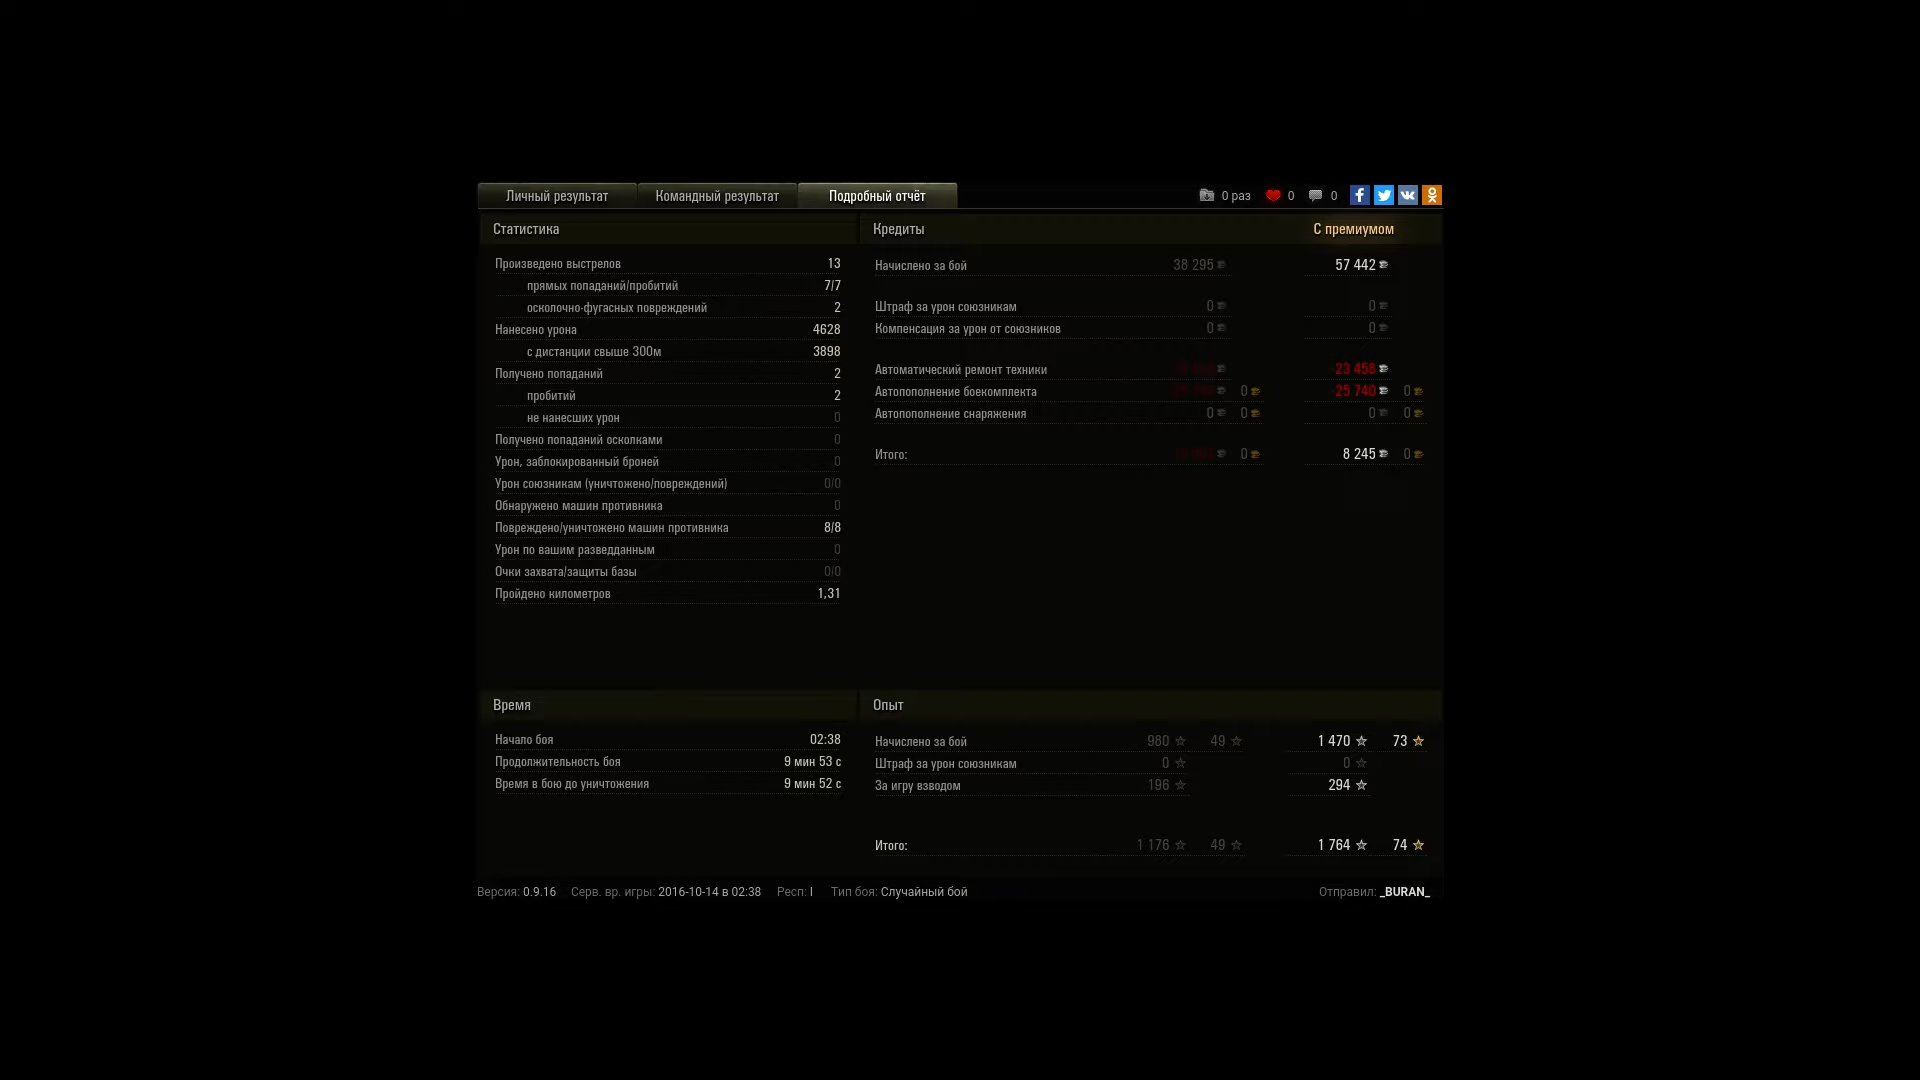 Личный результат Командный результат Подробный отчёт 0 раз 0 0
Статистика Кредиты С премиумом
Произведено выстрелов 13
прямых попаданий/пробитий 7/7
осколочно-фугасных повреждений 2
Нанесено урона 4628
с дистанции свыше 300м 3898
Получено попаданий 2
пробитий 2
не нанесших урон 0
Получено попаданий осколками 0
Урон, заблокированный броней 0
Урон союзникам (уничтожено/повреждений) 0/0
Обнаружено машин противника 0
Повреждено/уничтожено машин противника 8/8
Урон по вашим разведданным 0
Очки захвата/защиты базы 0/0
Пройдено километров 1,31
Начислено за бой 38 295 57 442
Штраф за урон союзникам 0 0
Компенсация за урон от союзников 0 0
Автоматический ремонт техники -23 458
Автопополнение боекомплекта 0 -25 740 0
Автопополнение снаряжения 0 0 0 0
Итого: 0 8 245 0
Время
Начало боя 02:38
Продолжительность боя 9 мин 53 с
Время в бою до уничтожения 9 мин 52 с
Опыт
Начислено за бой 980 49 1 470 73
Штраф за урон союзникам 0 0
За игру взводом 196 294
Итого: 1 176 49 1 764 74
Версия: 0.9.16 Серв. вр. игры: 2016-10-14 в 02:38 Респ: I Тип боя: Случайный бой Отправил: _BURAN_